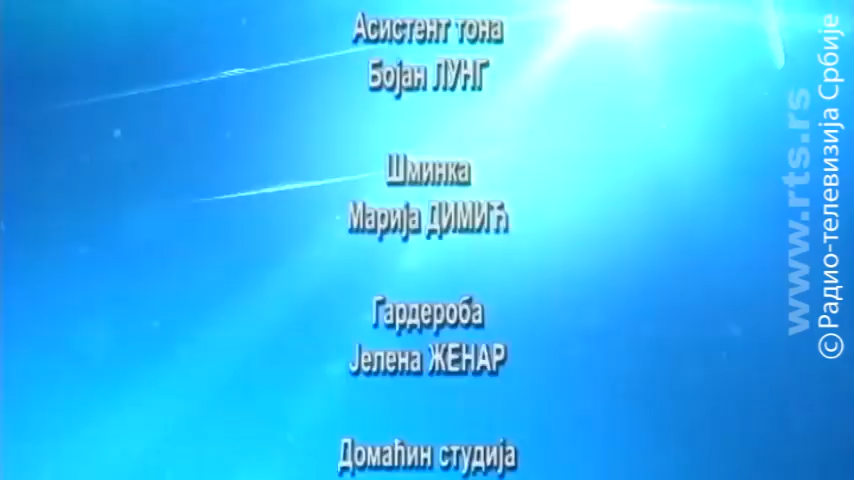 Асистент тона
Бојан ЛУНГ
Шминка
Марија ДИМИЋ
Гардероба
Јелена ЖЕНАР
Домаћин студија
www.rts.rs
©Радио-телевизија Србије